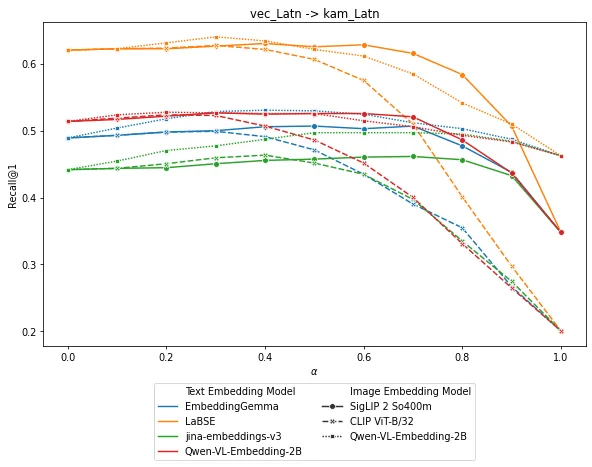 vec_Latn -> kam_Latn
Recall@1
0.6
0.5
0.4
0.3
0.2
0.0 0.2 0.4 0.6 0.8 1.0
α
Text Embedding Model Image Embedding Model
EmbeddingGemma SigLIP 2 So400m
LaBSE CLIP ViT-B/32
jina-embeddings-v3 Qwen-VL-Embedding-2B
Qwen-VL-Embedding-2B